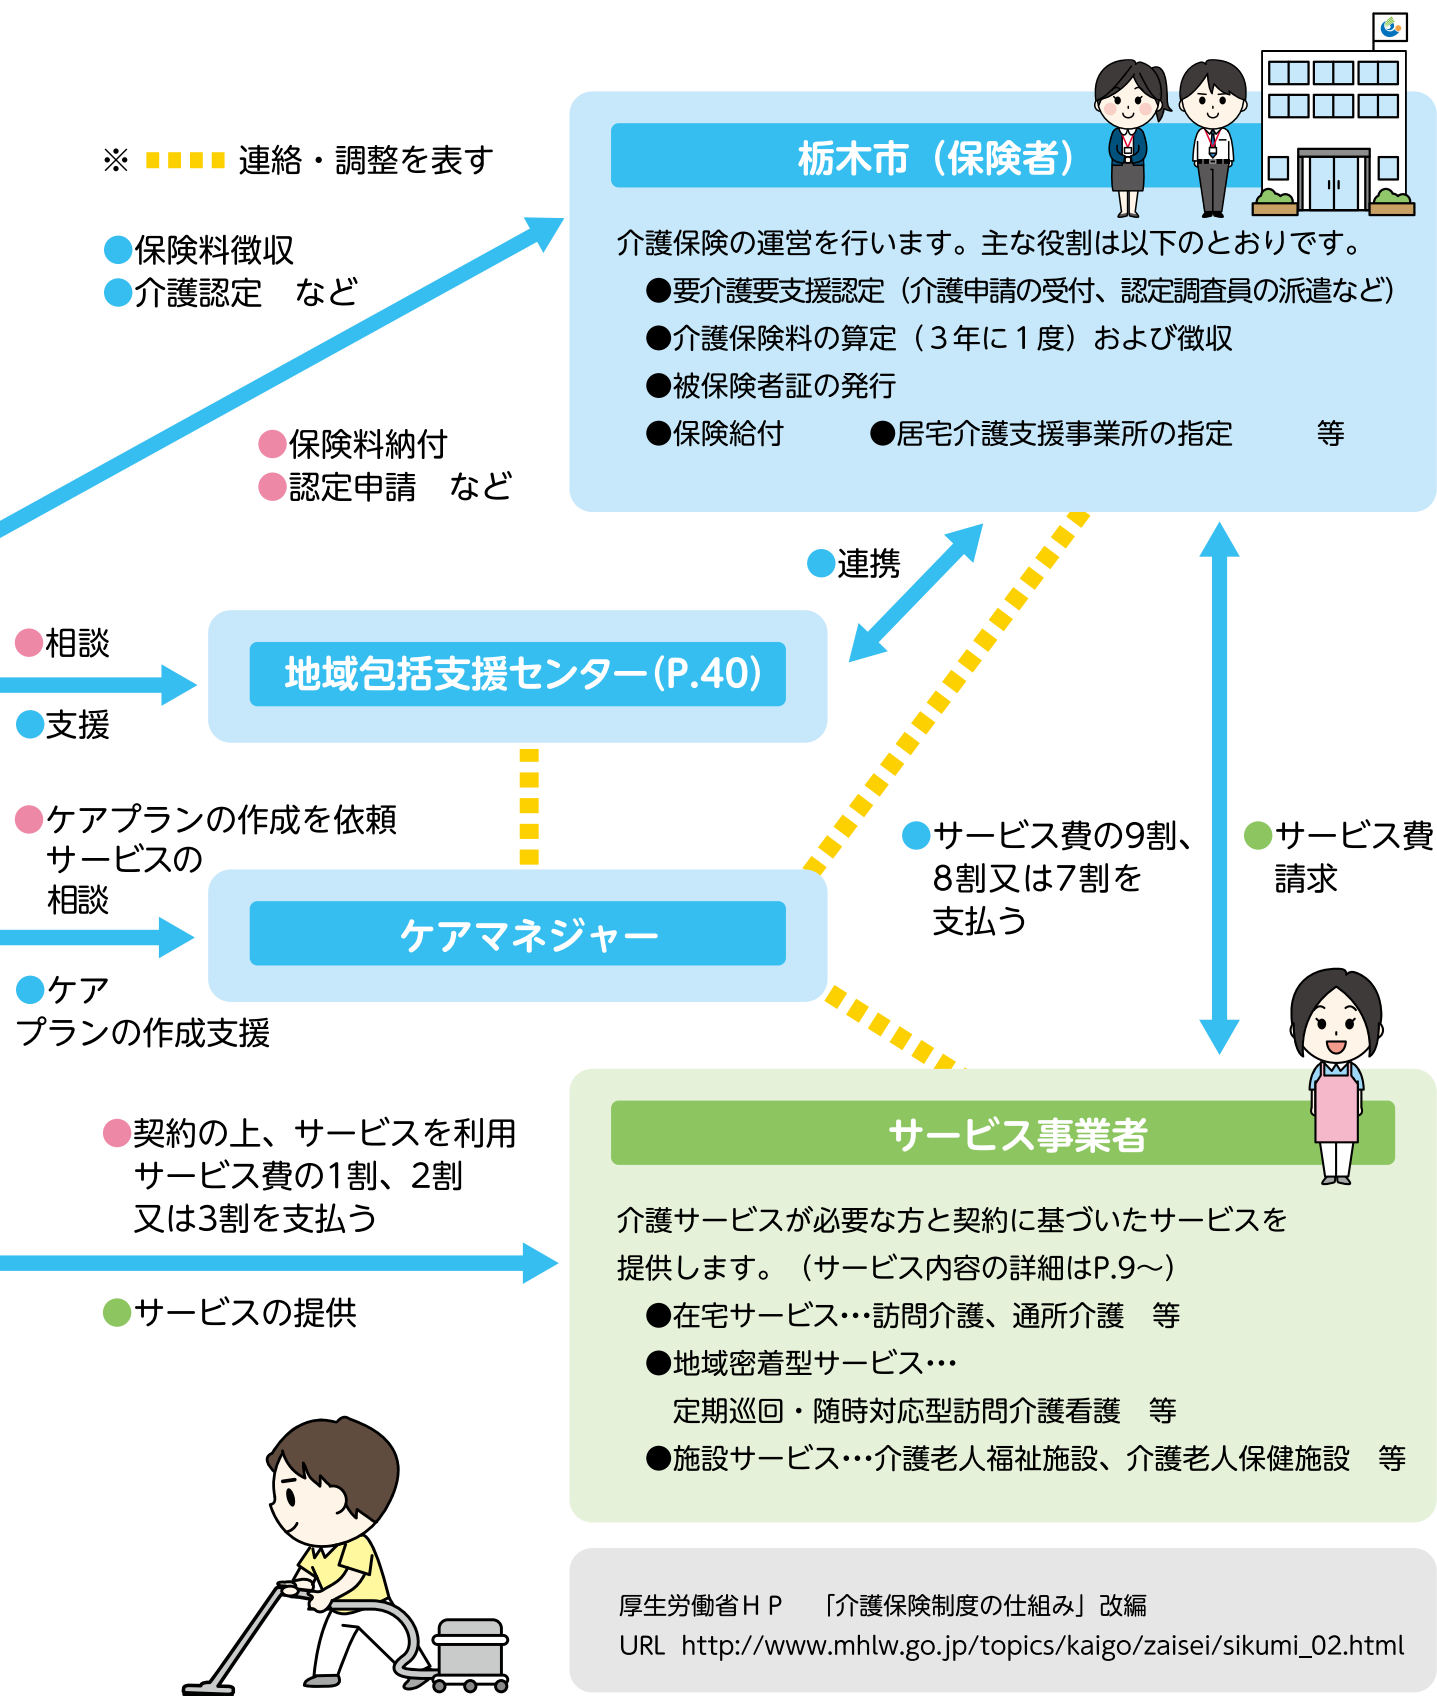 ※ 連絡・調整を表す
●保険料徴収
●介護認定　など
●保険料納付
●認定申請　など
栃木市（保険者）
介護保険の運営を行います。主な役割は以下のとおりです。
●要介護要支援認定（介護申請の受付、認定調査員の派遣など）
●介護保険料の算定（３年に１度）および徴収
●被保険者証の発行
●保険給付　　　●居宅介護支援事業所の指定　　　等
●連携
●相談
●支援
地域包括支援センター(P.40)
●ケアプランの作成を依頼
サービスの
相談
●ケア
プランの作成支援
ケアマネジャー
●サービス費の9割、
8割又は7割を
支払う
●サービス費
請求
●契約の上、サービスを利用
サービス費の1割、2割
又は3割を支払う
●サービスの提供
サービス事業者
介護サービスが必要な方と契約に基づいたサービスを
提供します。（サービス内容の詳細はP.9～）
●在宅サービス…訪問介護、通所介護　等
●地域密着型サービス…
定期巡回・随時対応型訪問介護看護　等
●施設サービス…介護老人福祉施設、介護老人保健施設　等
厚生労働省ＨＰ　「介護保険制度の仕組み」改編
URL http://www.mhlw.go.jp/topics/kaigo/zaisei/sikumi_02.html